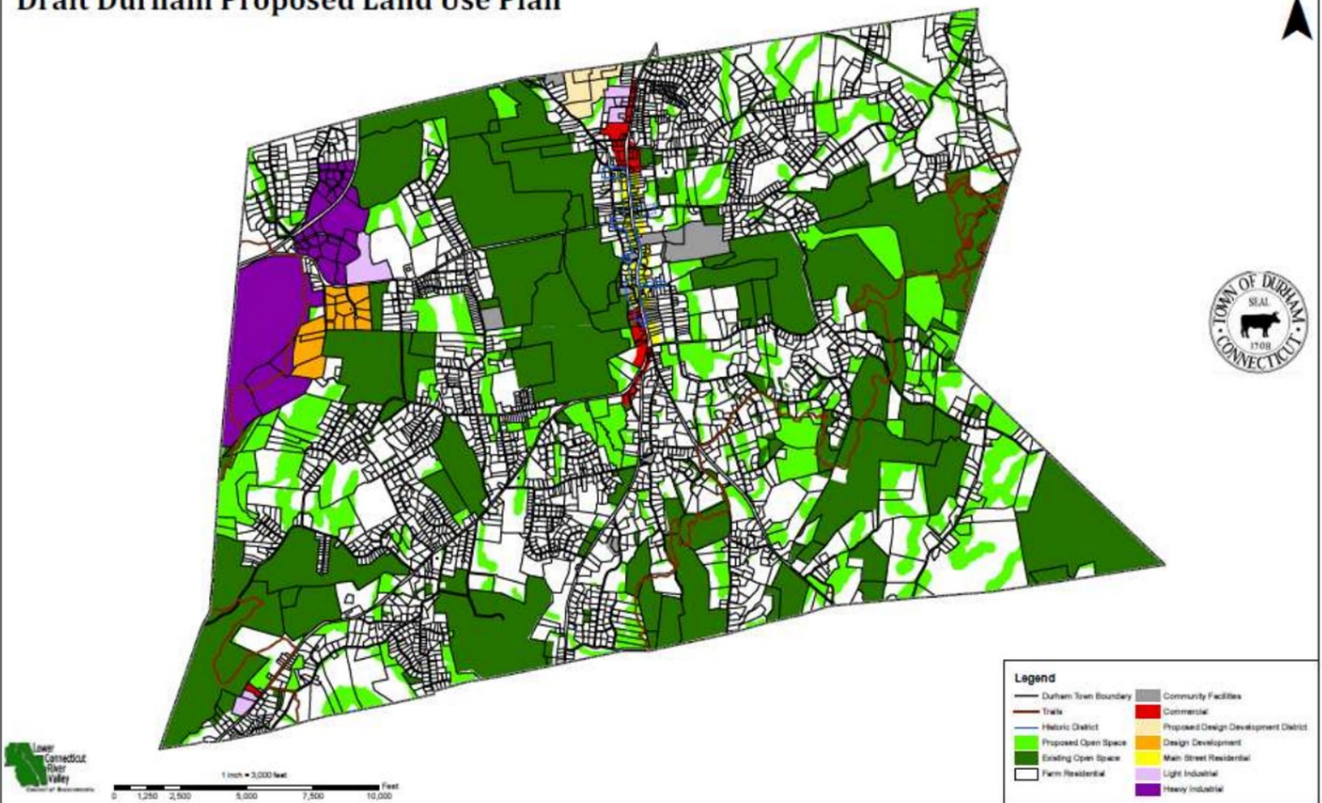 Draft Durham Proposed Land Use Plan
TOWN OF DURHAM
SEAL
1708
CONNECTICUT
Legend
Durham Town Boundary
Trails
Historic District
Proposed Open Space
Existing Open Space
Farm Residential
Community Facilities
Commercial
Proposed Design Development District
Design Development
Main Street Residential
Light Industrial
Heavy Industrial
Lower
Connecticut
River
Valley
Council of Governments
1 inch = 3,000 feet
Feet
0 1,250 2,500 5,000 7,500 10,000